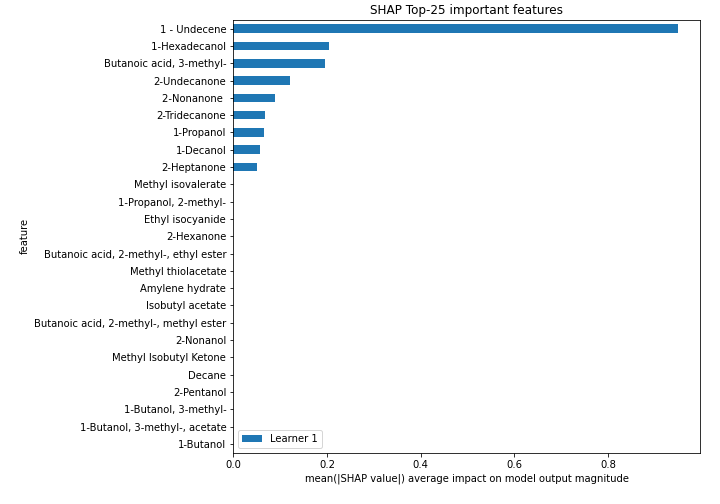 SHAP Top-25 important features
1 - Undecene
1-Hexadecanol
Butanoic acid, 3-methyl-
2-Undecanone
2-Nonanone
2-Tridecanone
1-Propanol
1-Decanol
2-Heptanone
Methyl isovalerate
1-Propanol, 2-methyl-
Ethyl isocyanide
2-Hexanone
Butanoic acid, 2-methyl-, ethyl ester
Methyl thiolacetate
Amylene hydrate
Isobutyl acetate
Butanoic acid, 2-methyl-, methyl ester
2-Nonanol
Methyl Isobutyl Ketone
Decane
2-Pentanol
1-Butanol, 3-methyl-
1-Butanol, 3-methyl-, acetate
1-Butanol
feature
Learner 1
0.0 0.2 0.4 0.6 0.8
mean(|SHAP value|) average impact on model output magnitude